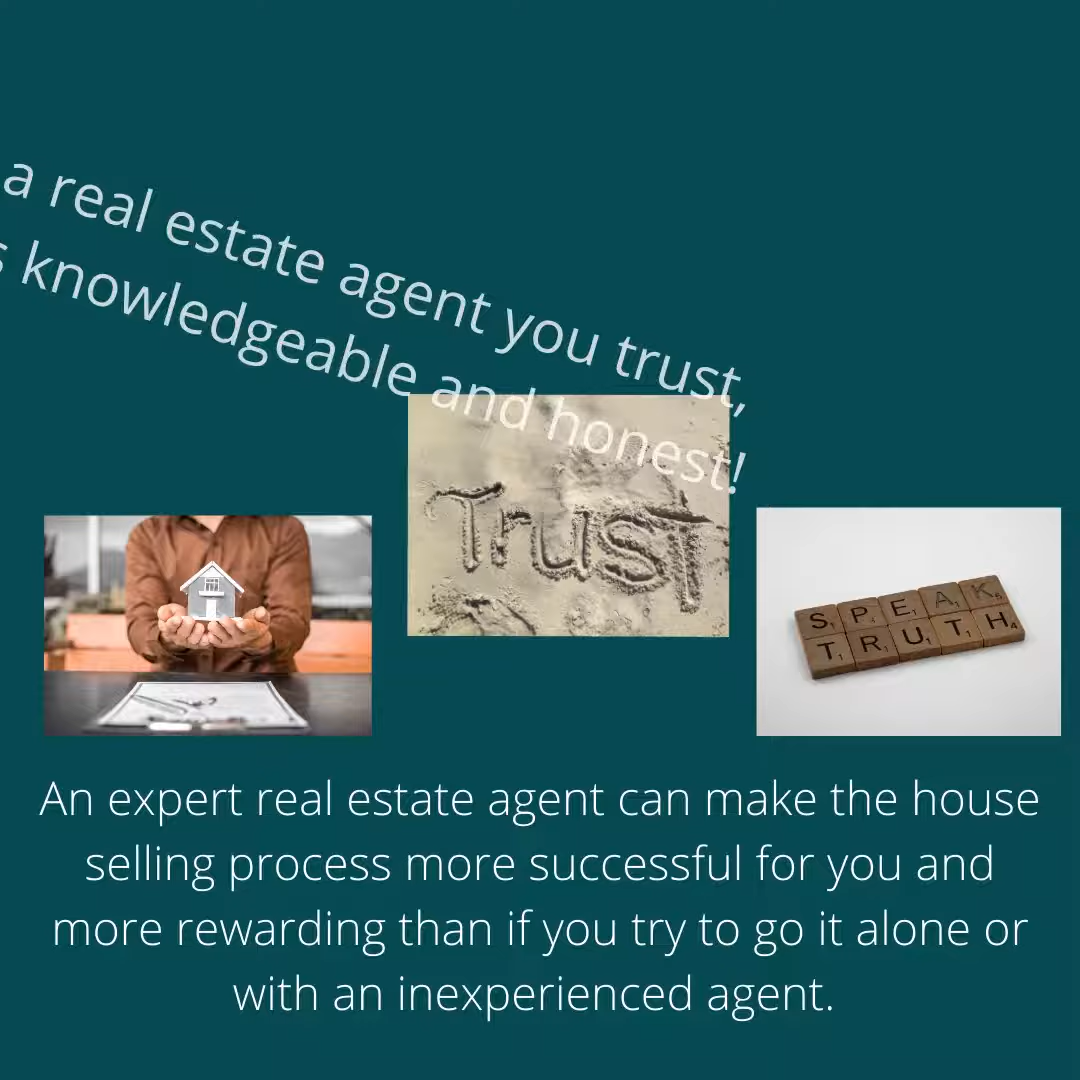 a real estate agent you trust,
s knowledgeable and honest!
Trust
SPEAK
TRUTH
An expert real estate agent can make the house
selling process more successful for you and
more rewarding than if you try to go it alone or
with an inexperienced agent.